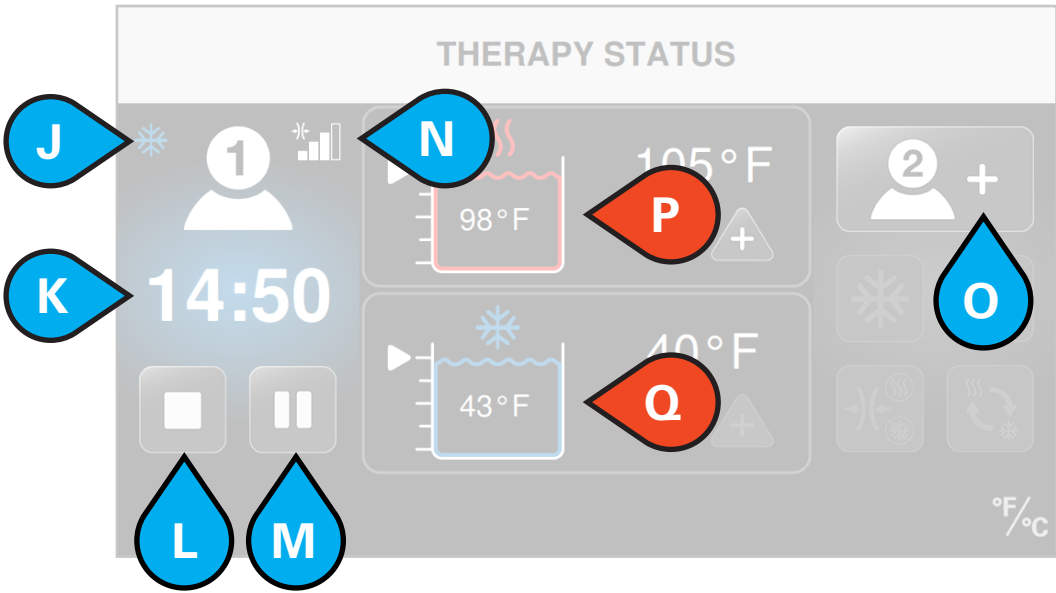 THERAPY STATUS
J
1
N
105°F
2
+
98°F
P
+
K
14:50
O
40°F
43°F
Q
+
L
M
°F/°C